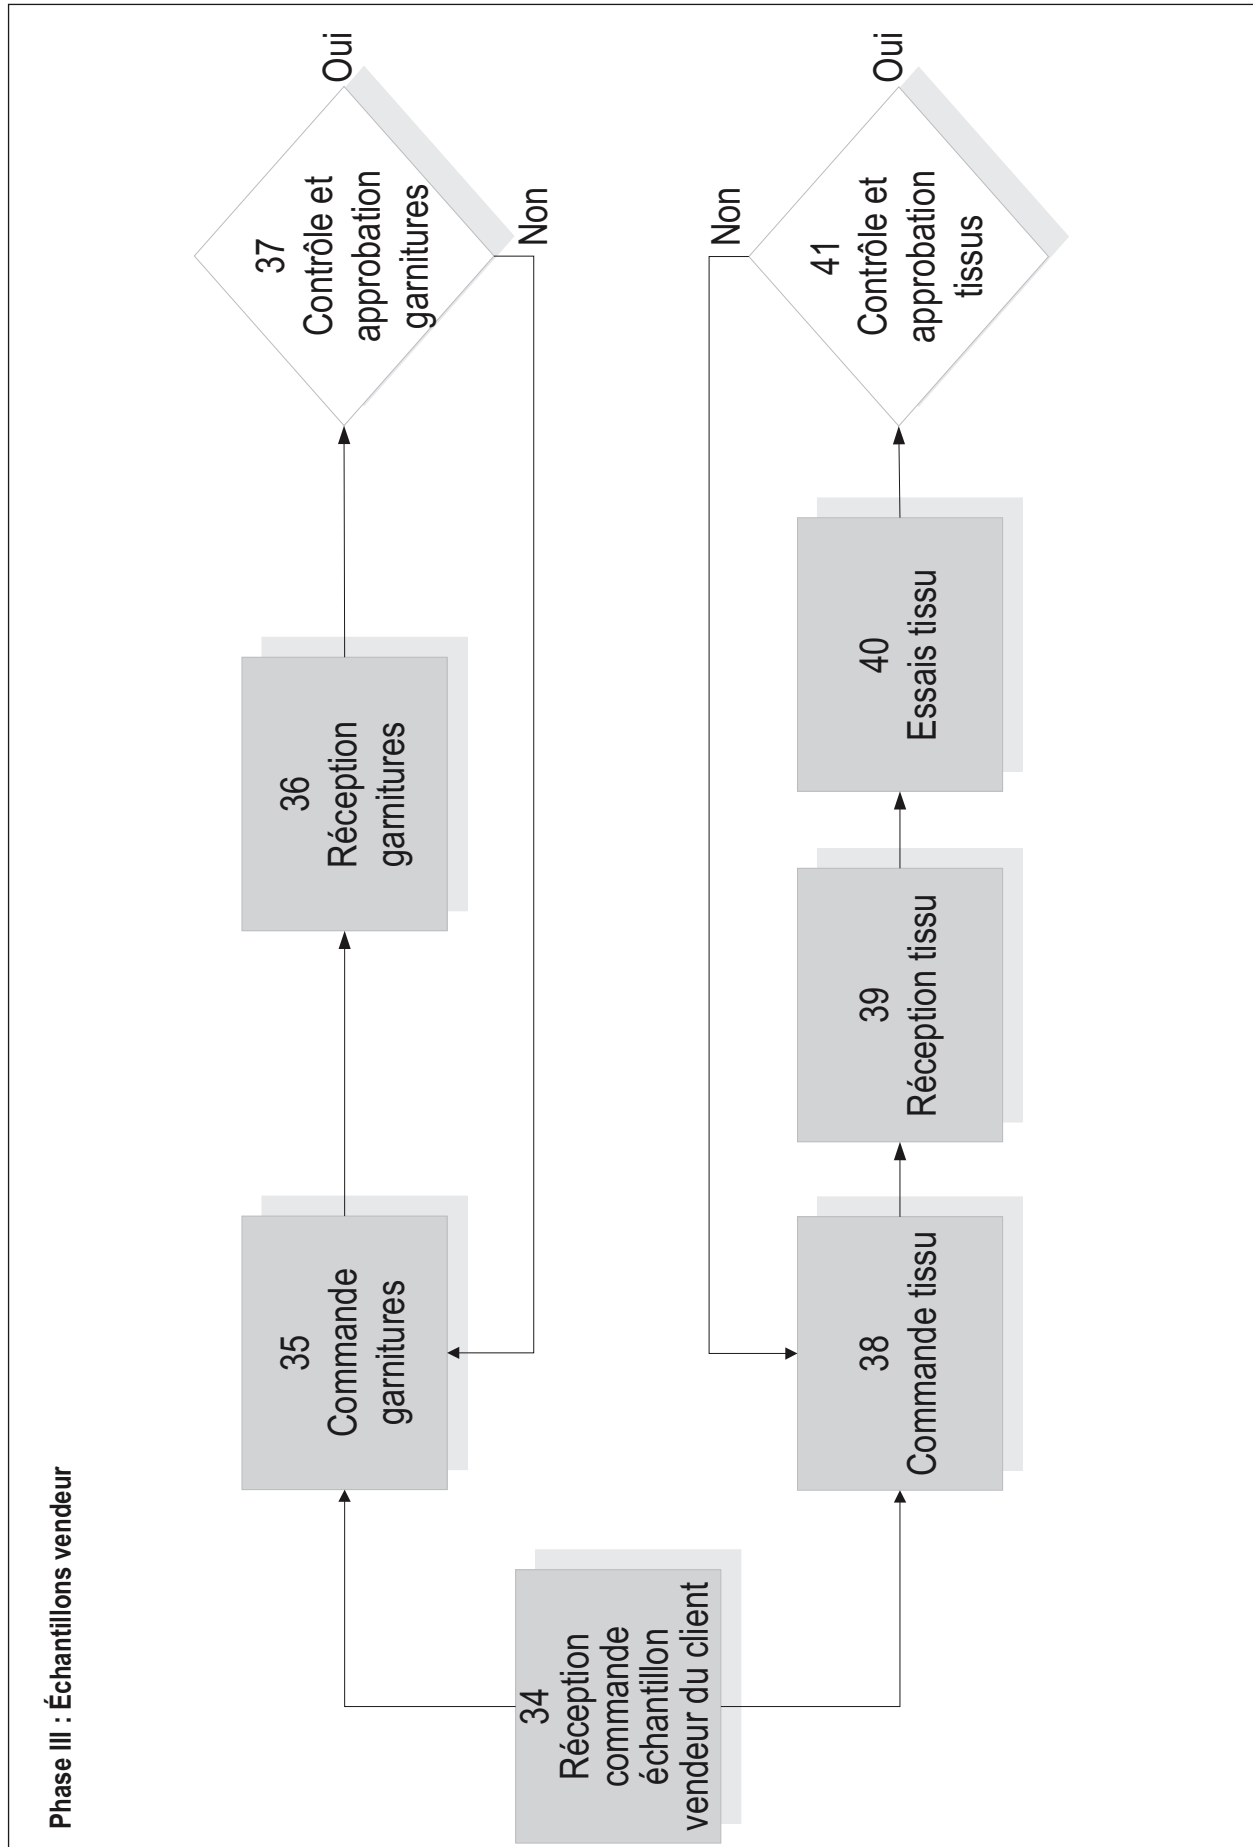 Phase III : Échantillons vendeur
34
Réception
commande
échantillon
vendeur du client
35
Commande
garnitures
36
Réception
garnitures
37
Contrôle et
approbation
garnitures
Oui
Non
38
Commande tissu
39
Réception tissu
40
Essais tissu
41
Contrôle et
approbation
tissus
Oui
Non